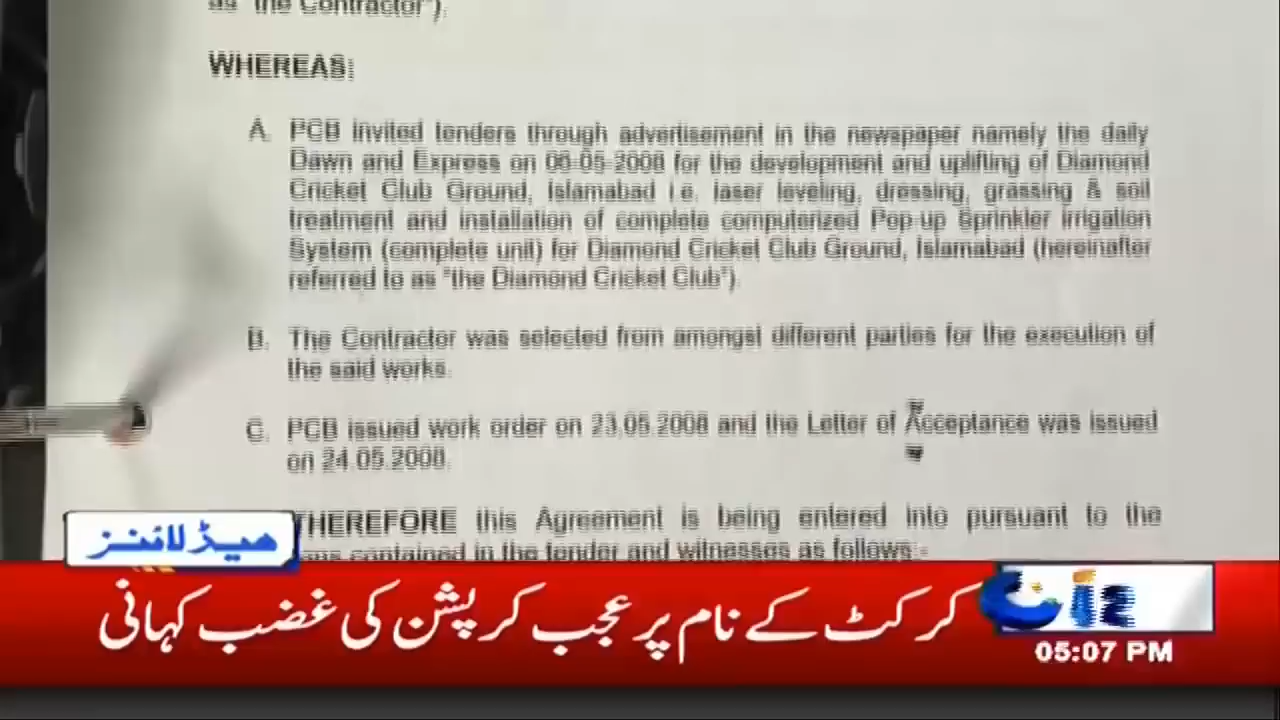 as "the Contractor").
WHEREAS:
A. PCB invited tenders through advertisement in the newspaper namely the daily
Dawn and Express on 06-05-2008 for the development and uplifting of Diamond
Cricket Club Ground, Islamabad i.e. laser leveling, dressing, grassing & soil
treatment and installation of complete computerized Pop-up Sprinkler Irrigation
System (complete unit) for Diamond Cricket Club Ground, Islamabad (hereinafter
referred to as "the Diamond Cricket Club").
B. The Contractor was selected from amongst different parties for the execution of
the said works.
C. PCB issued work order on 23.05.2008 and the Letter of Acceptance was issued
on 24.05.2008.
THEREFORE this Agreement is being entered into pursuant to the
contained in the tender and witnesses as follows:-
ہیڈلائنز
کرکٹ کے نام پر عجب کرپشن کی غضب کہانی
05:07 PM